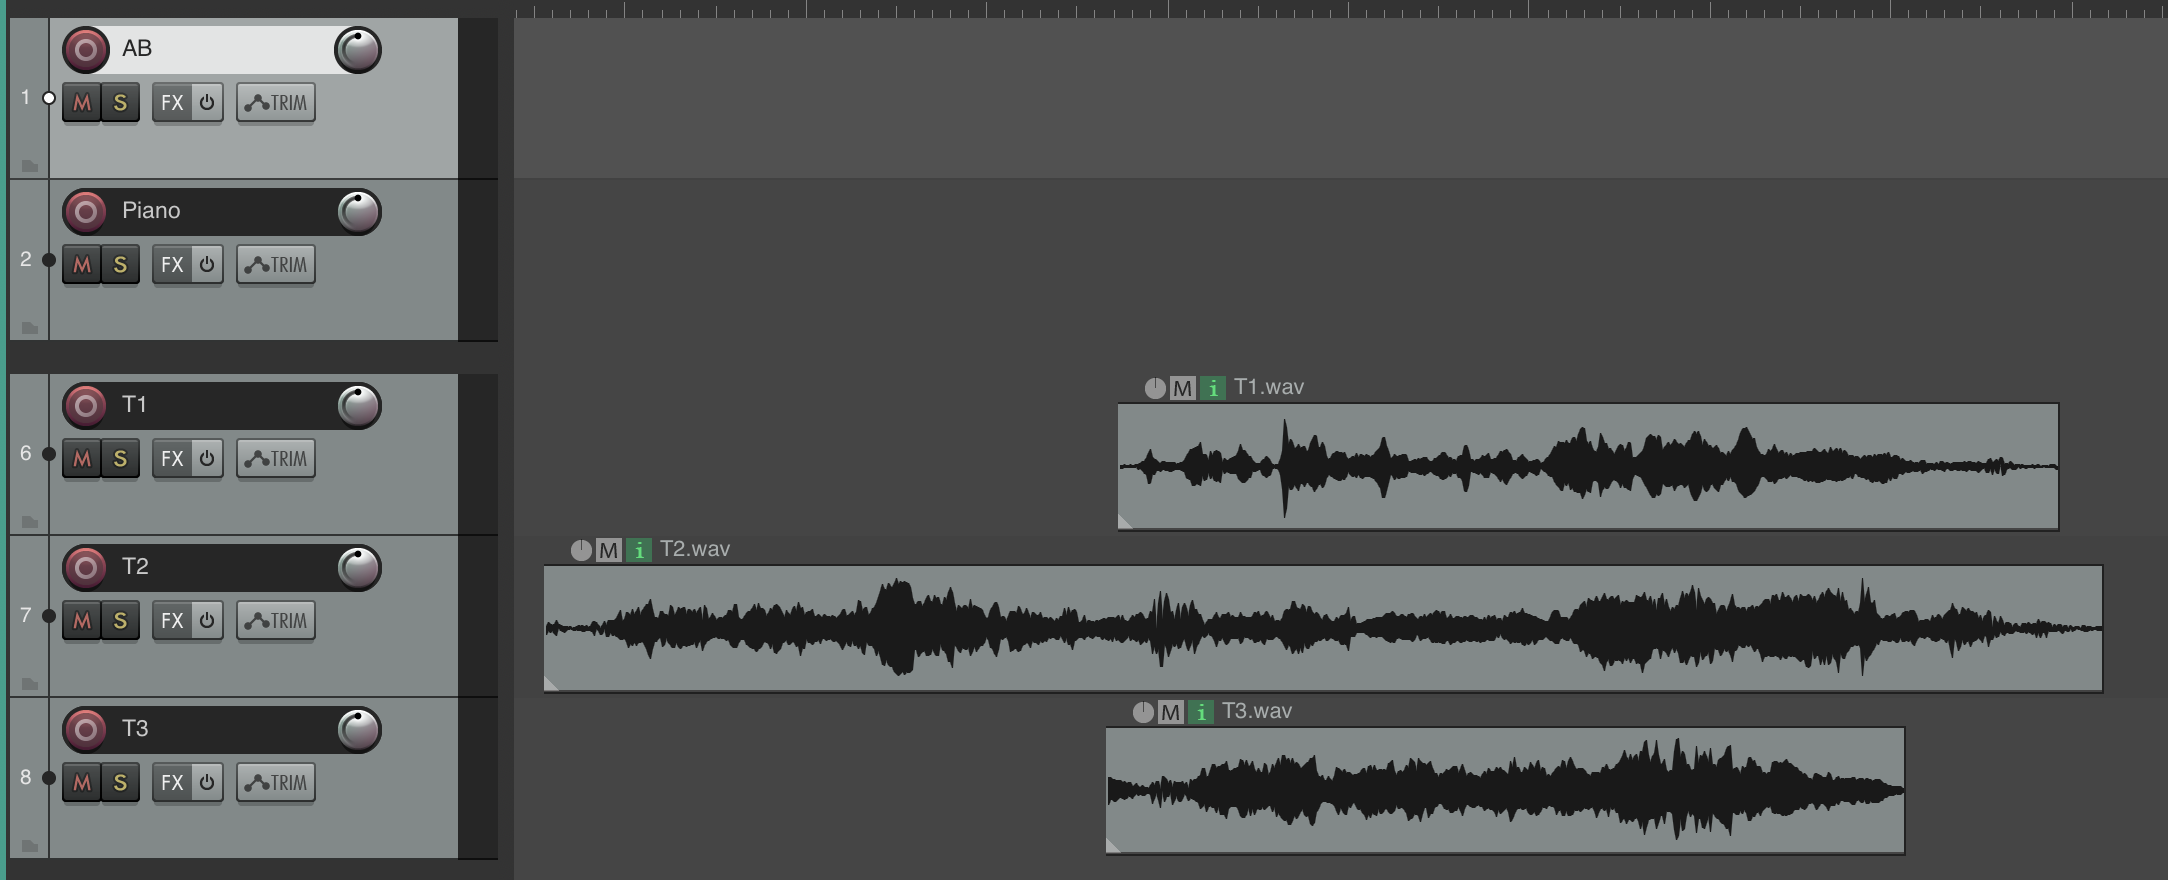 AB
1
M S FX TRIM
Piano
2
M S FX TRIM
M i T1.wav
T1
6
M S FX TRIM
M i T2.wav
T2
7
M S FX TRIM
M i T3.wav
T3
8
M S FX TRIM